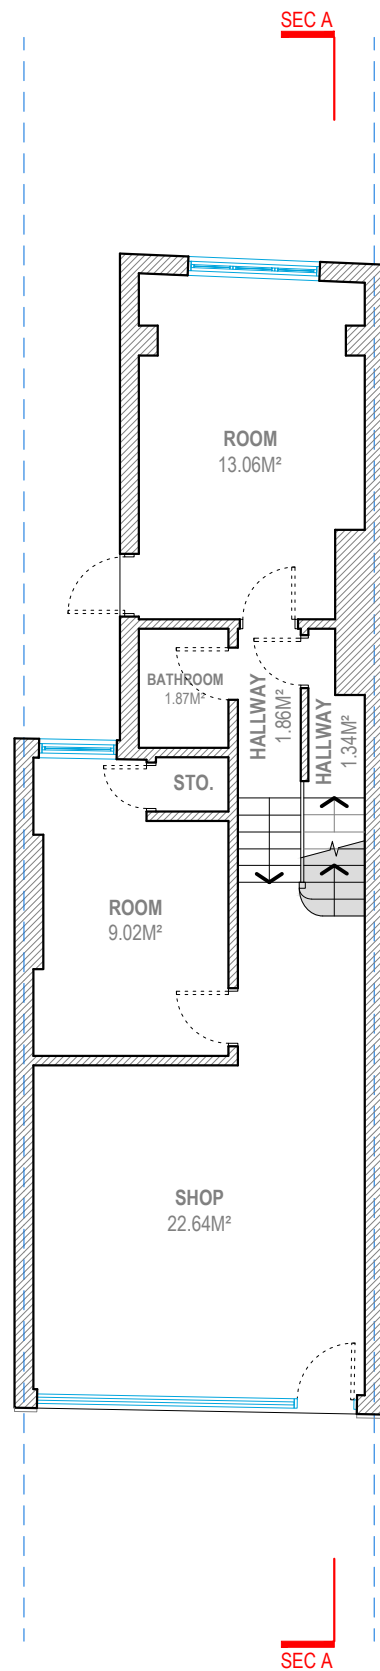 SEC A
ROOM
13.06M²
BATHROOM
1.87M²
HALLWAY
1.86M²
HALLWAY
1.34M²
STO.
ROOM
9.02M²
SHOP
22.64M²
SEC A